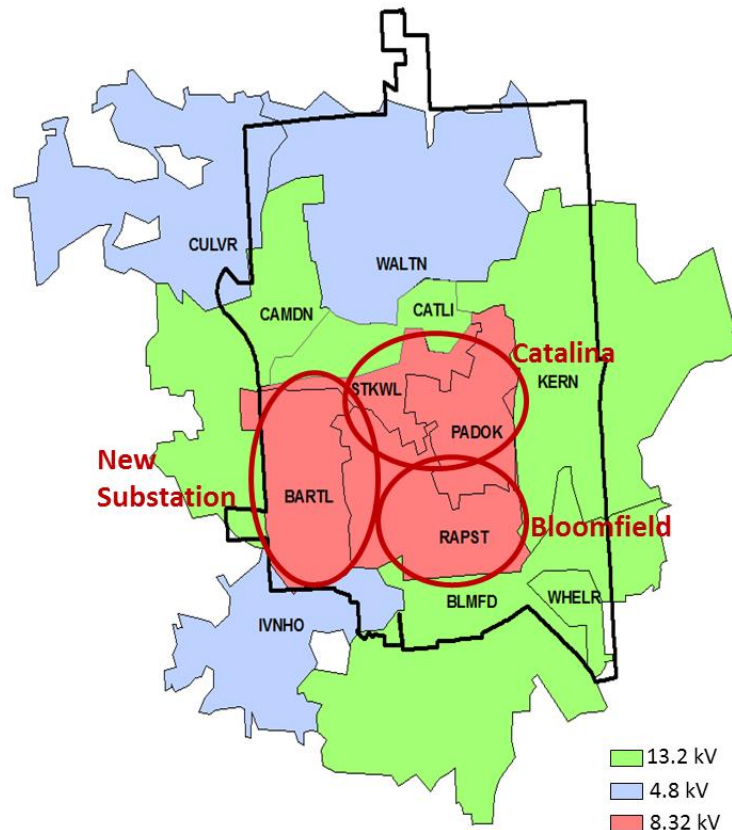 CULVR
WALTN
CAMDN
CATLI
Catalina
STKWL
KERN
PADOK
New
Substation
BARTL
RAPST
Bloomfield
BLMFD
WHELR
IVNHO
13.2 kV
4.8 kV
8.32 kV